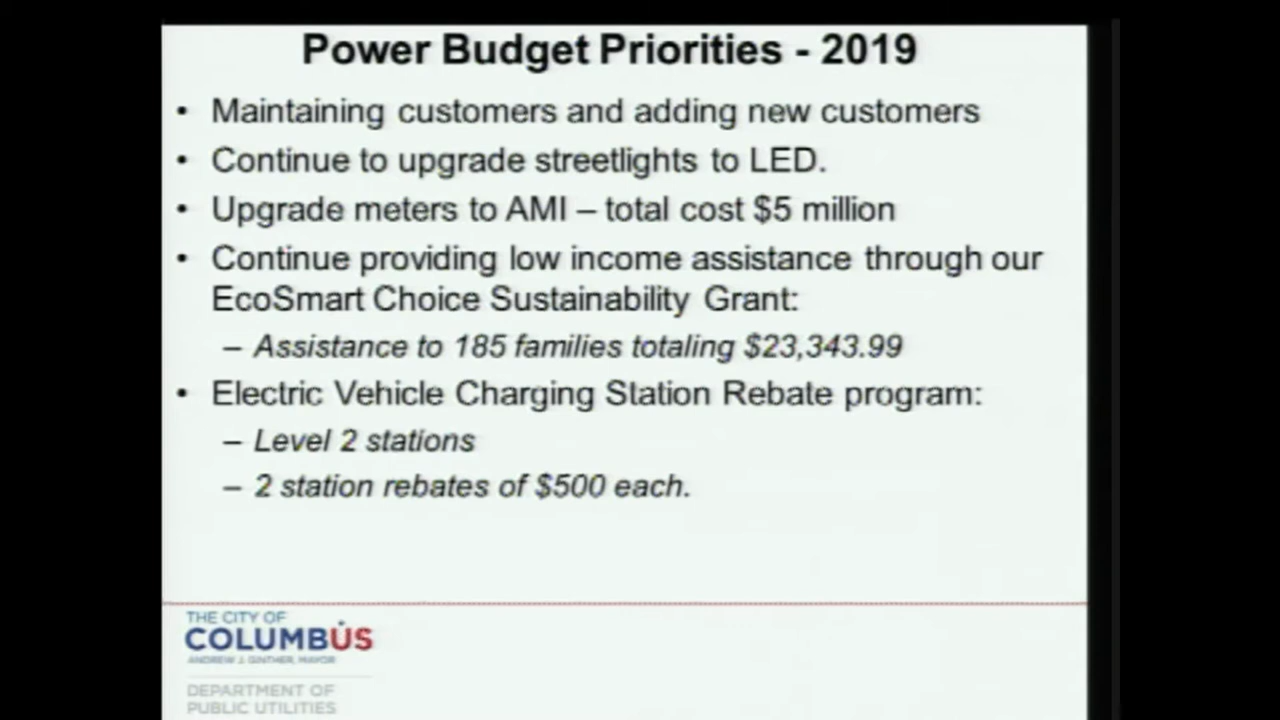 Power Budget Priorities - 2019
• Maintaining customers and adding new customers
• Continue to upgrade streetlights to LED.
• Upgrade meters to AMI – total cost $5 million
• Continue providing low income assistance through our
EcoSmart Choice Sustainability Grant:
– Assistance to 185 families totaling $23,343.99
• Electric Vehicle Charging Station Rebate program:
– Level 2 stations
– 2 station rebates of $500 each.
THE CITY OF
COLUMBUS
ANDREW J. GINTHER, MAYOR
DEPARTMENT OF
PUBLIC UTILITIES